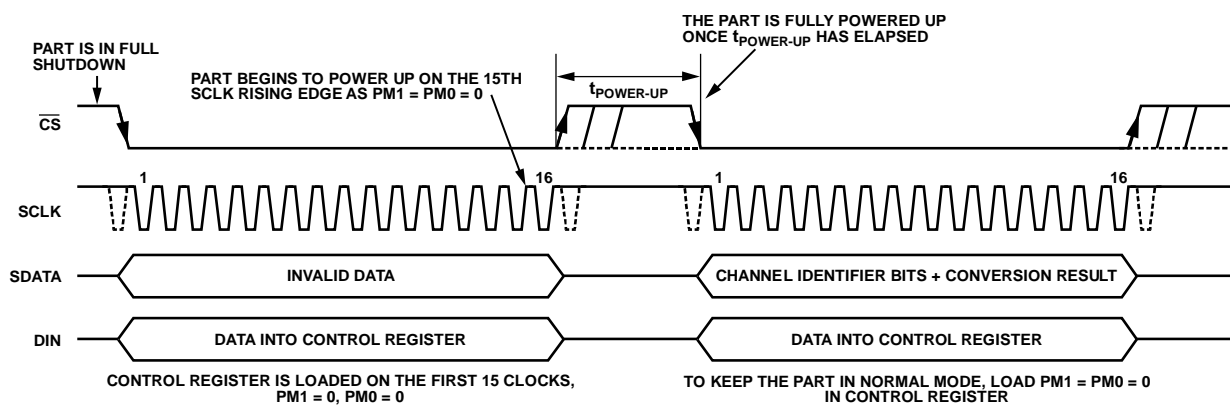 THE PART IS FULLY POWERED UP
ONCE tPOWER-UP HAS ELAPSED
PART IS IN FULL
SHUTDOWN
PART BEGINS TO POWER UP ON THE 15TH
SCLK RISING EDGE AS PM1 = PM0 = 0
tPOWER-UP
CS
1
16
1
16
SCLK
SDATA
INVALID DATA
CHANNEL IDENTIFIER BITS + CONVERSION RESULT
DIN
DATA INTO CONTROL REGISTER
DATA INTO CONTROL REGISTER
CONTROL REGISTER IS LOADED ON THE FIRST 15 CLOCKS,
PM1 = 0, PM0 = 0
TO KEEP THE PART IN NORMAL MODE, LOAD PM1 = PM0 = 0
IN CONTROL REGISTER